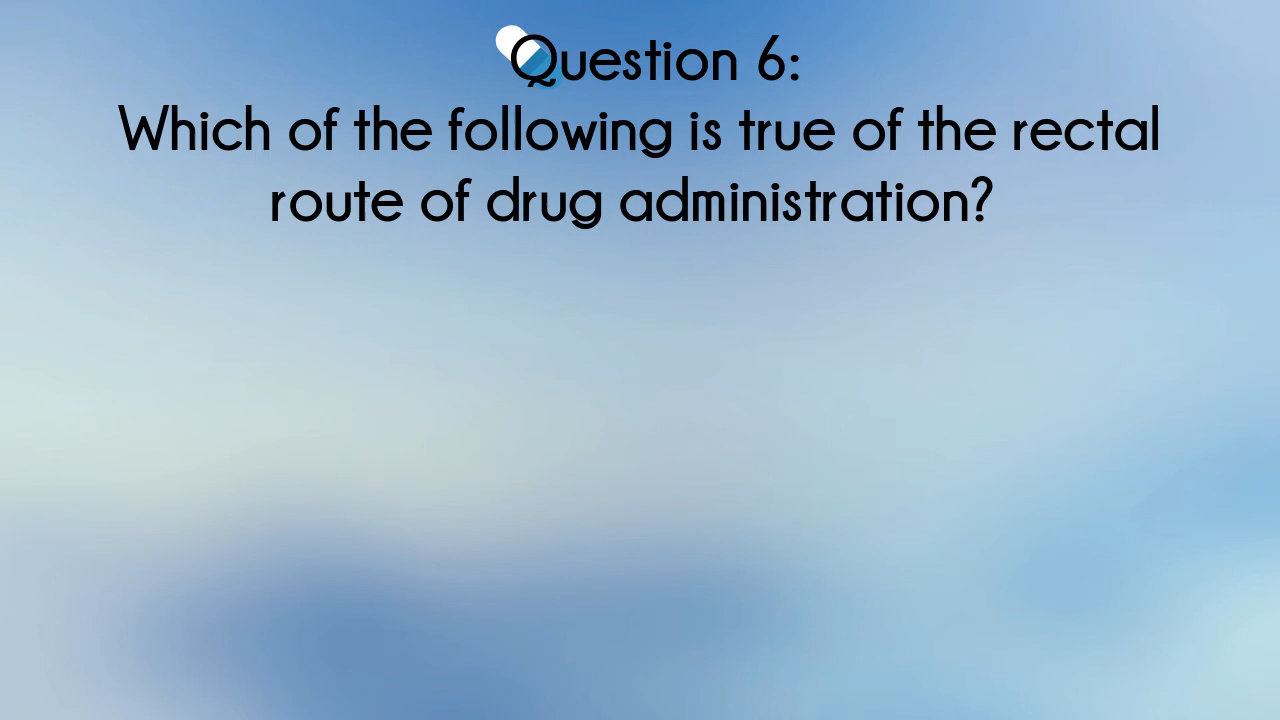 Question 6:
Which of the following is true of the rectal
route of drug administration?